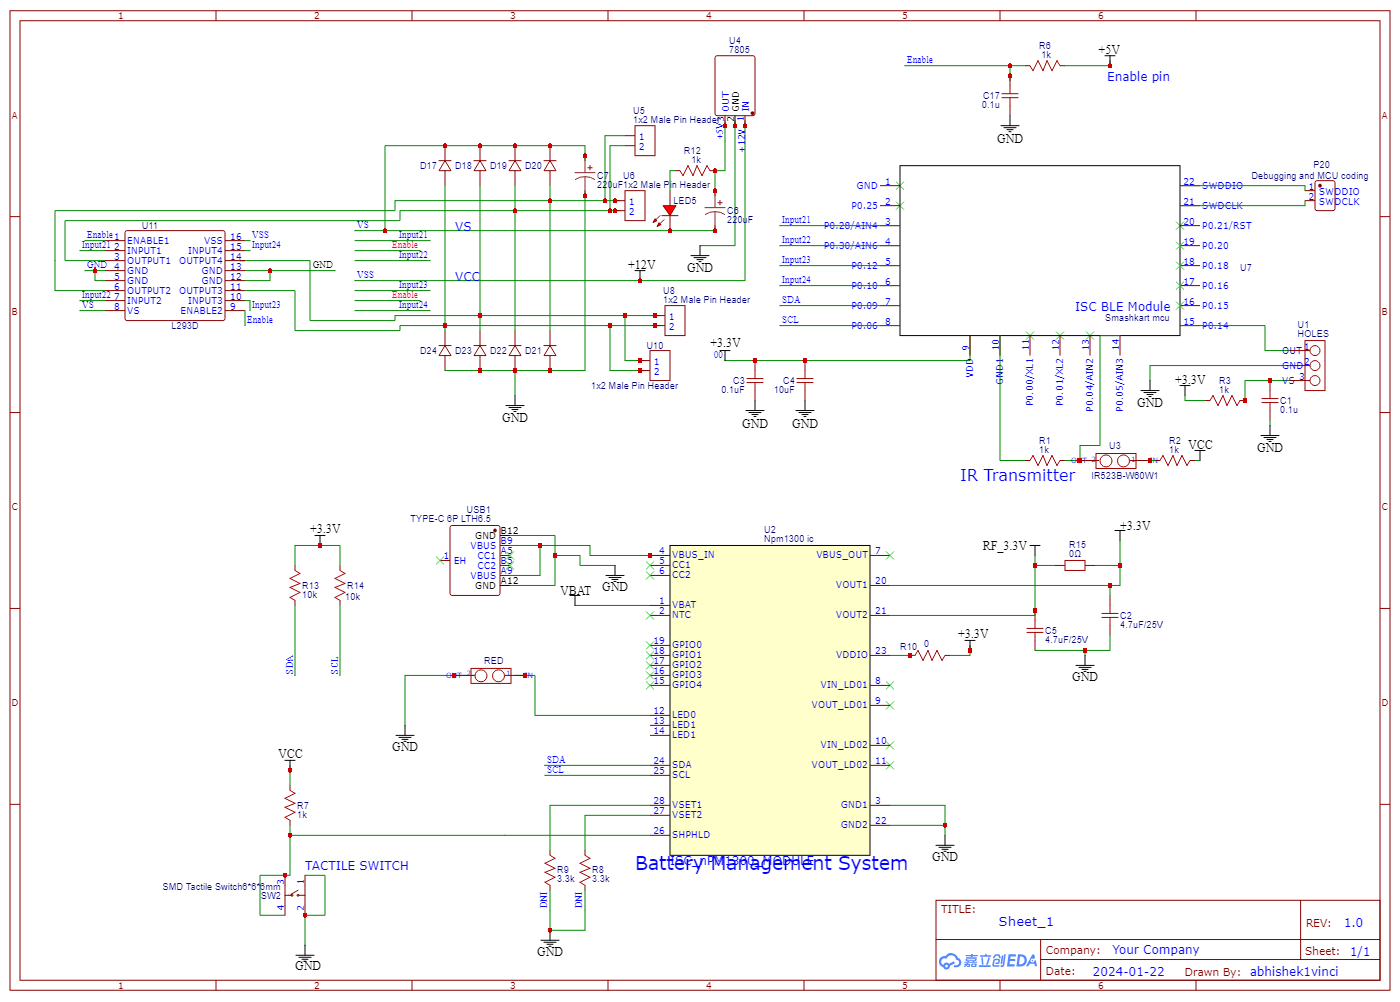 1 2 3 4 5 6
A
B
C
D
U4
7805
OUT
GND
IN
3
2
1
+5V
+12V
Enable
R6
1k
+5V
Enable pin
C17
0.1u
GND
U5
1x2 Male Pin Header
1
2
R12
1k
D17
D18
D19
D20
C7
220uF
U6
1x2 Male Pin Header
1
2
LED5
C6
220uF
GND
VS
VS
Input21
Enable
Input22
VSS
VCC
Input23
Enable
Input24
+12V
U11
Enable 1 ENABLE1
Input21 2 INPUT1
3 OUTPUT1
GND 4 GND
5 GND
6 OUTPUT2
Input22 7 INPUT2
VS 8 VS
VSS 16 VSS
INPUT4 15 Input24
OUTPUT4 14
GND 13 GND
GND 12
OUTPUT3 11
INPUT3 10 Input23
ENABLE2 9 Enable
L293D
U8
1x2 Male Pin Header
1
2
U10
1
2
1x2 Male Pin Header
D24
D23
D22
D21
GND
GND 1
P0.25 2
Input21 P0.28/AIN4 3
Input22 P0.30/AIN6 4
Input23 P0.12 5
Input24 P0.10 6
SDA P0.09 7
SCL P0.06 8
22 SWDDIO
21 SWDCLK
20 P0.21/RST
19 P0.20
18 P0.18
17 P0.16
16 P0.15
15 P0.14
U7
ISC BLE Module
Smashkart mcu
9 VDD
10 GND1
11 P0.00/XL1
12 P0.01/XL2
13 P0.04/AIN2
14 P0.05/AIN3
P20
Debugging and MCU coding
1 SWDDIO
2 SWDCLK
+3.3V
C3
0.1uF
GND
C4
10uF
GND
U1
HOLES
OUT 1
GND 2
VS 3
GND
+3.3V
R3
1k
C1
0.1u
GND
R1
1k
U3
IR523B-W60W1
R2
1k
VCC
IR Transmitter
+3.3V
R13
10k
R14
10k
SDA
SCL
USB1
TYPE-C 6P LTH6.5
1 EH
GND B12
VBUS B9
CC1 A5
CC2 B5
VBUS A9
GND A12
GND
VBAT
RED
OUT 2 1 IN
GND
U2
Npm1300 ic
4 VBUS_IN
5 CC1
6 CC2
1 VBAT
2 NTC
19 GPIO0
18 GPIO1
17 GPIO2
16 GPIO3
15 GPIO4
12 LED0
13 LED1
14 LED1
SDA 24 SDA
SCL 25 SCL
28 VSET1
27 VSET2
26 SHPHLD
VBUS_OUT 7
VOUT1 20
VOUT2 21
VDDIO 23
VIN_LD01 8
VOUT_LD01 9
VIN_LD02 10
VOUT_LD02 11
GND1 3
GND2 22
ISC_nPM1300_MODULE
Battery Management System
RF_3.3V
R15
0Ω
+3.3V
C5
4.7uF/25V
C2
4.7uF/25V
GND
R10 0
+3.3V
GND
VCC
R7
1k
TACTILE SWITCH
SMD Tactile Switch6*6*6mm
SW2
3
4
1
2
GND
R9
3.3k
DNI
R8
3.3k
DNI
GND
TITLE:
Sheet_1
REV: 1.0
嘉立创EDA
Company: Your Company
Sheet: 1/1
Date: 2024-01-22
Drawn By: abhishek1vinci
A
B
C
D
1 2 3 4 5 6